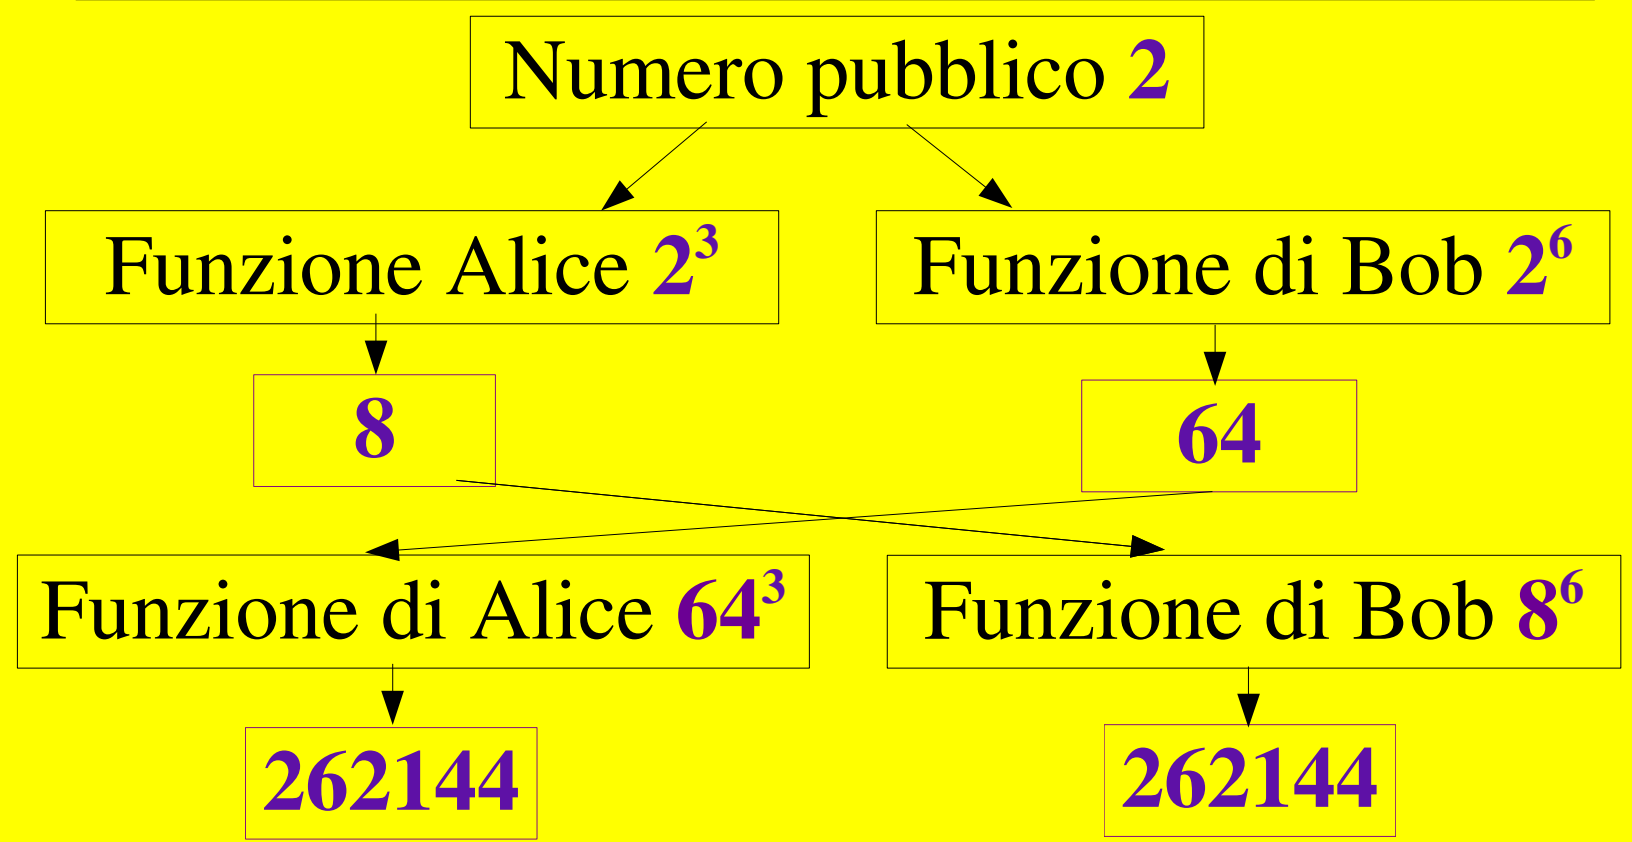 Numero pubblico 2
Funzione Alice 2³
Funzione di Bob 2⁶
8
64
Funzione di Alice 64³
Funzione di Bob 8⁶
262144
262144